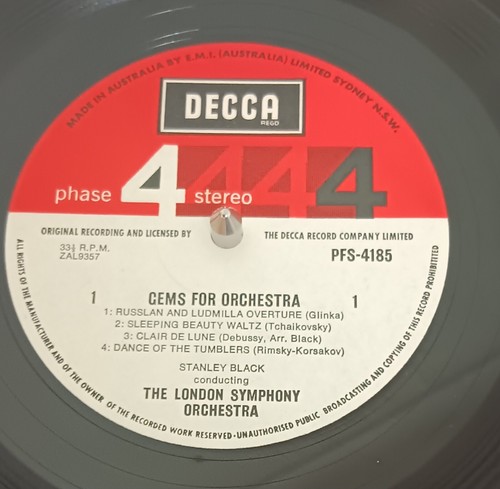 MADE IN AUSTRALIA BY E.M.I. (AUSTRALIA) LIMITED SYDNEY N.S.W.
DECCA
REGD
phase 4 stereo 444
ORIGINAL RECORDING AND LICENSED BY THE DECCA RECORD COMPANY LIMITED
33⅓ R.P.M.
ZAL9357
PFS-4185
1 GEMS FOR ORCHESTRA 1
1: RUSSLAN AND LUDMILLA OVERTURE (Glinka)
2: SLEEPING BEAUTY WALTZ (Tchaikovsky)
3: CLAIR DE LUNE (Debussy, Arr. Black)
4: DANCE OF THE TUMBLERS (Rimsky-Korsakov)
STANLEY BLACK
conducting
THE LONDON SYMPHONY
ORCHESTRA
ALL RIGHTS OF THE MANUFACTURER AND OF THE OWNER OF THE RECORDED WORK RESERVED·UNAUTHORISED PUBLIC BROADCASTING AND COPYING OF THIS RECORD PROHIBITED